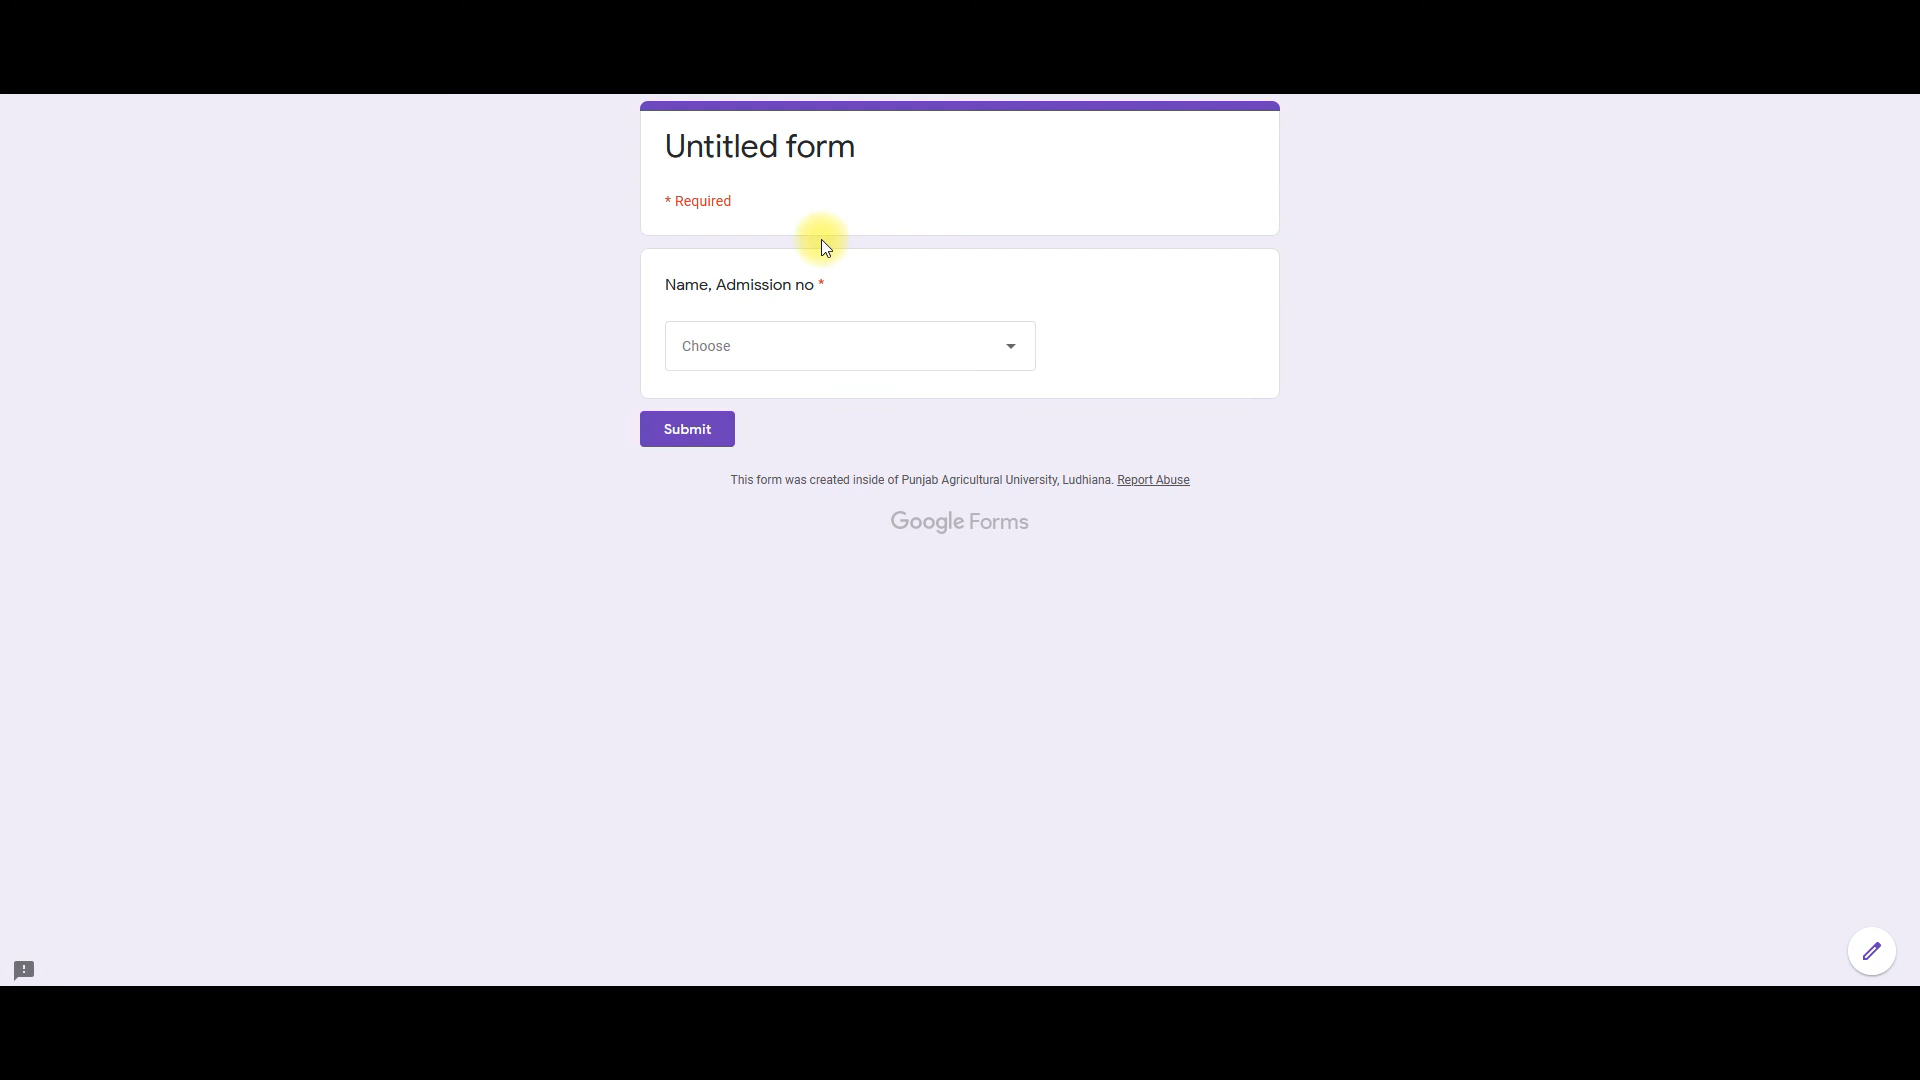 Untitled form
* Required
Name, Admission no *
Choose
Submit
This form was created inside of Punjab Agricultural University, Ludhiana. Report Abuse
Google Forms